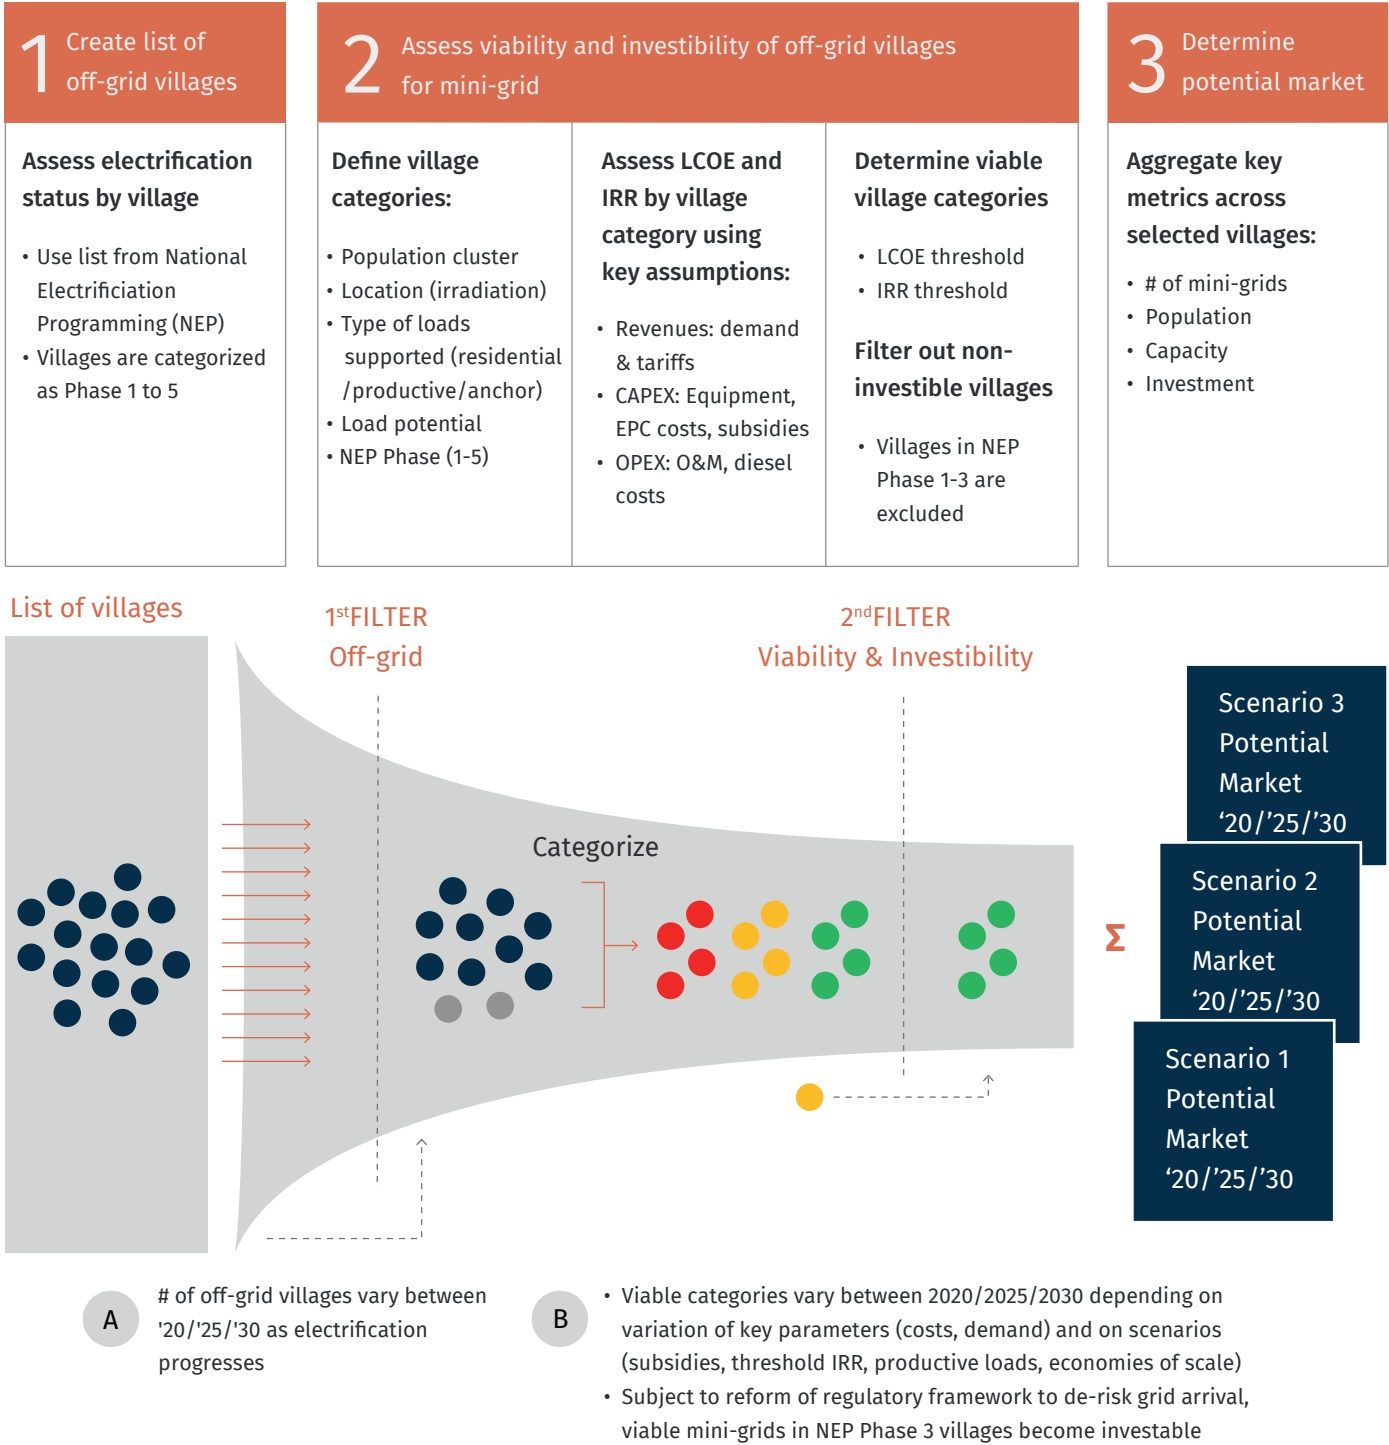 1
Create list of
off-grid villages
2
Assess viability and investibility of off-grid villages
for mini-grid
3
Determine
potential market
Assess electrification
status by village
• Use list from National
Electrificiation
Programming (NEP)
• Villages are categorized
as Phase 1 to 5
Define village
categories:
• Population cluster
• Location (irradiation)
• Type of loads
supported (residential
/productive/anchor)
• Load potential
• NEP Phase (1-5)
Assess LCOE and
IRR by village
category using
key assumptions:
• Revenues: demand
& tariffs
• CAPEX: Equipment,
EPC costs, subsidies
• OPEX: O&M, diesel
costs
Determine viable
village categories
• LCOE threshold
• IRR threshold
Filter out non-
investible villages
• Villages in NEP
Phase 1-3 are
excluded
Aggregate key
metrics across
selected villages:
• # of mini-grids
• Population
• Capacity
• Investment
List of villages
1stFILTER
Off-grid
2ndFILTER
Viability & Investibility
Categorize
Σ
Scenario 3
Potential
Market
‘20/’25/’30
Scenario 2
Potential
Market
‘20/’25/’30
Scenario 1
Potential
Market
‘20/’25/’30
A
# of off-grid villages vary between
'20/'25/'30 as electrification
progresses
B
• Viable categories vary between 2020/2025/2030 depending on
variation of key parameters (costs, demand) and on scenarios
(subsidies, threshold IRR, productive loads, economies of scale)
• Subject to reform of regulatory framework to de-risk grid arrival,
viable mini-grids in NEP Phase 3 villages become investable